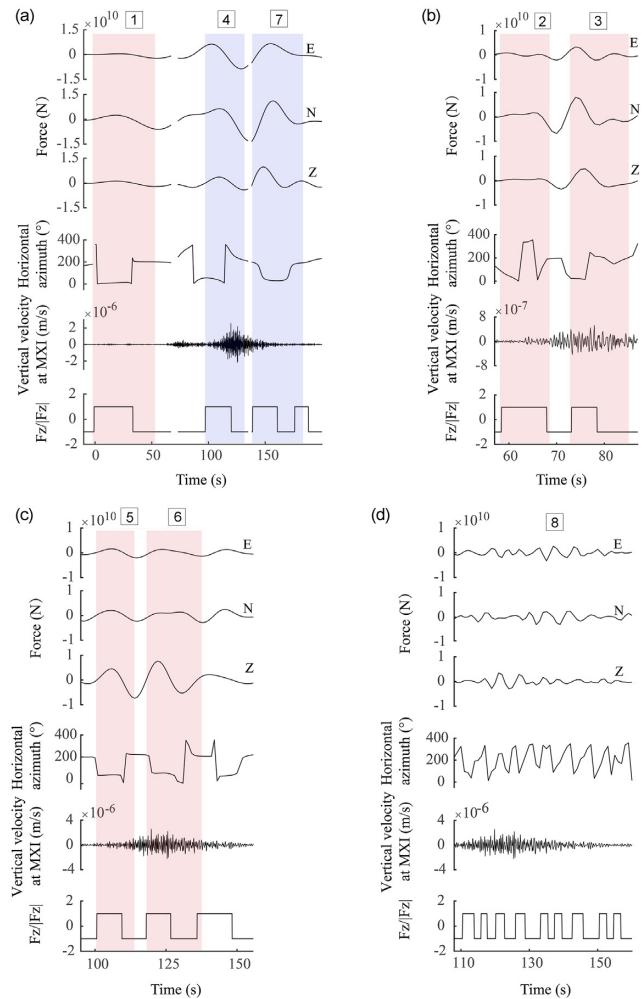 (a)
1
4
7
×10^10
1.5
0
1.5
E
1.5
0
1.5
N
Force (N)
1.5
0
1.5
Z
400
200
0
Horizontal
azimuth (°)
×10^-6
2
0
-2
Vertical velocity
at MXI (m/s)
2
0
-2
Fz/|Fz|
0
50
100
150
Time (s)
(b)
2
3
×10^10
1
0
-1
E
1
0
-1
N
Force (N)
1
0
-1
Z
400
200
0
Horizontal
azimuth (°)
×10^-7
8
0
-8
Vertical velocity
at MXI (m/s)
2
0
-2
Fz/|Fz|
60
70
80
Time (s)
(c)
5
6
×10^10
1
0
-1
E
1
0
-1
N
Force (N)
1
0
-1
Z
400
200
0
Horizontal
azimuth (°)
×10^-6
4
0
-4
Vertical velocity
at MXI (m/s)
2
0
-2
Fz/|Fz|
100
125
150
Time (s)
(d)
8
×10^10
1
0
-1
E
1
0
-1
N
Force (N)
1
0
-1
Z
400
200
0
Horizontal
azimuth (°)
×10^-6
4
0
-4
Vertical velocity
at MXI (m/s)
2
0
-2
Fz/|Fz|
110
130
150
Time (s)